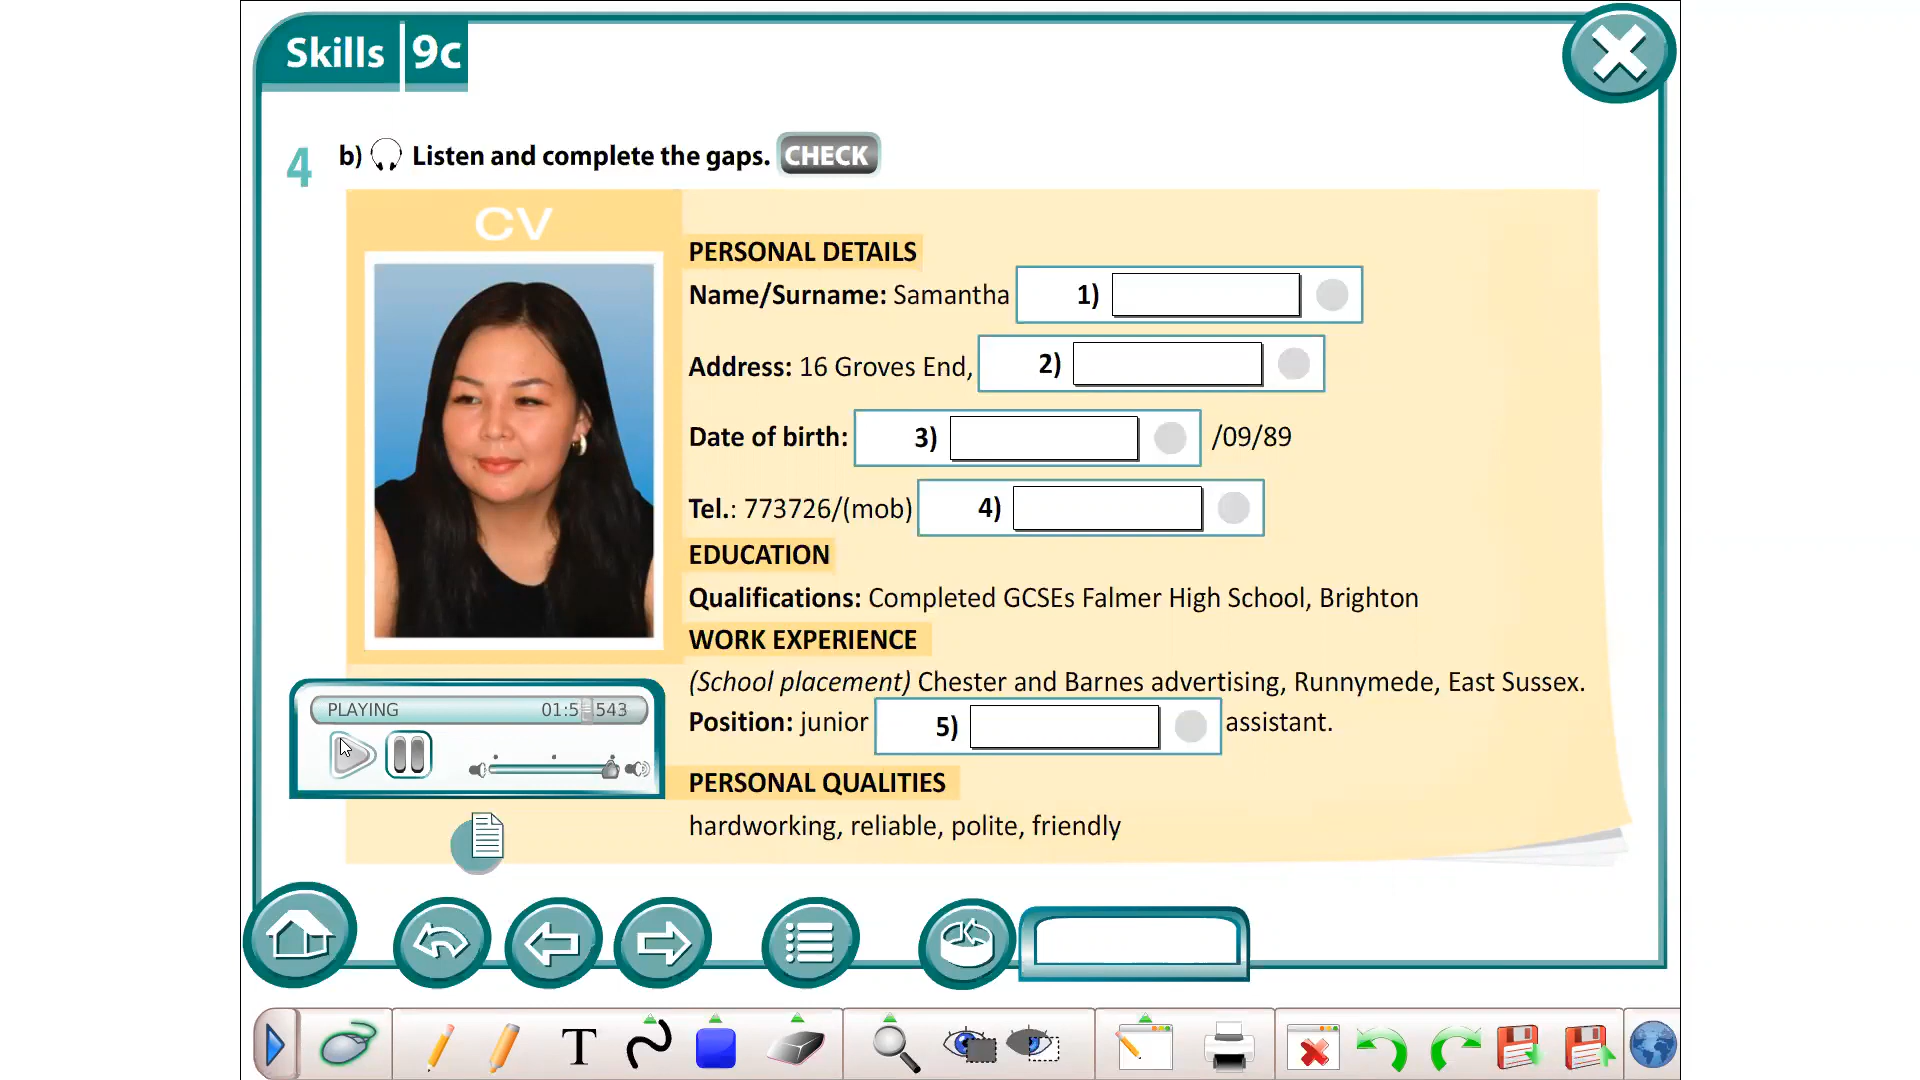 Skills 9c
4 b) Listen and complete the gaps. CHECK
CV
PERSONAL DETAILS
Name/Surname: Samantha 1)
Address: 16 Groves End, 2)
Date of birth: 3) /09/89
Tel.: 773726/(mob) 4)
EDUCATION
Qualifications: Completed GCSEs Falmer High School, Brighton
WORK EXPERIENCE
(School placement) Chester and Barnes advertising, Runnymede, East Sussex.
Position: junior 5) assistant.
PERSONAL QUALITIES
hardworking, reliable, polite, friendly
PLAYING 01:5 543
T